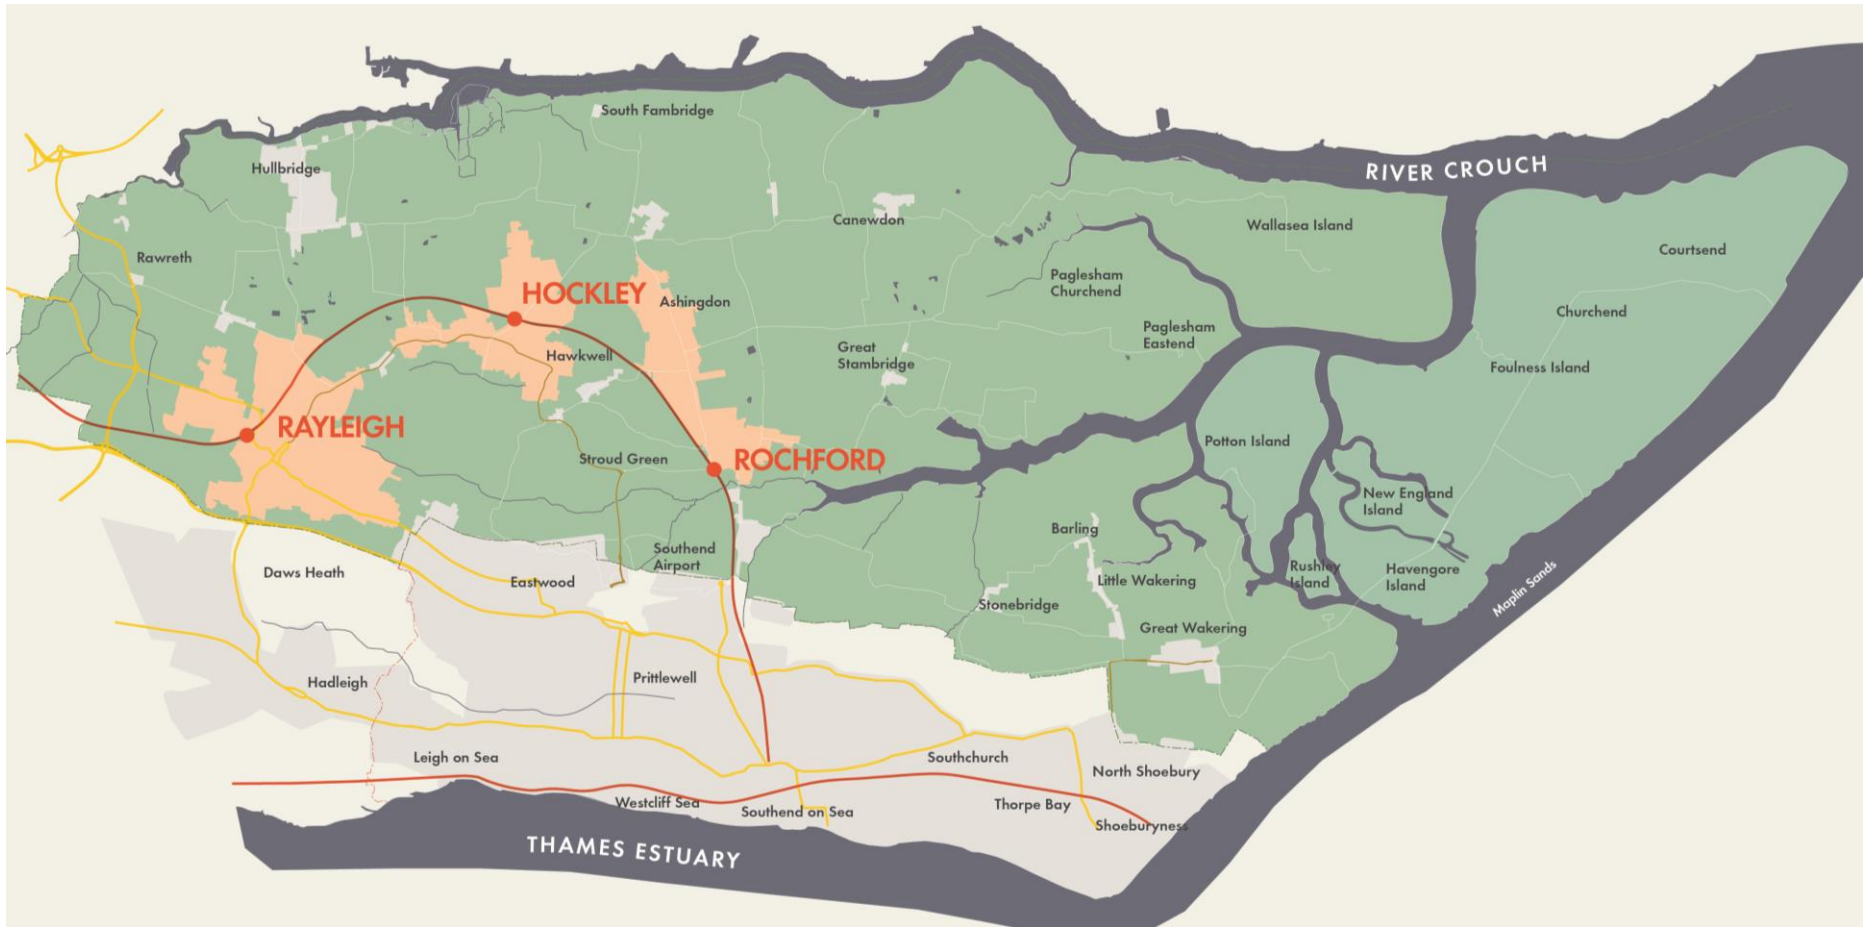 South Fambridge
Hullbridge
RIVER CROUCH
Canewdon
Wallasea Island
Courtsend
Rawreth
Paglesham
Churchend
HOCKLEY
Ashingdon
Churchend
Paglesham
Eastend
Great
Stambridge
Hawkwell
Foulness Island
RAYLEIGH
Potton Island
Stroud Green
ROCHFORD
New England
Island
Barling
Southend
Airport
Daws Heath
Eastwood
Little Wakering
Rushley
Island
Havengore
Island
Maplin Sands
Stonebridge
Great Wakering
Hadleigh
Prittlewell
Leigh on Sea
Southchurch
North Shoebury
Westcliff Sea
Southend on Sea
Thorpe Bay
Shoeburyness
THAMES ESTUARY